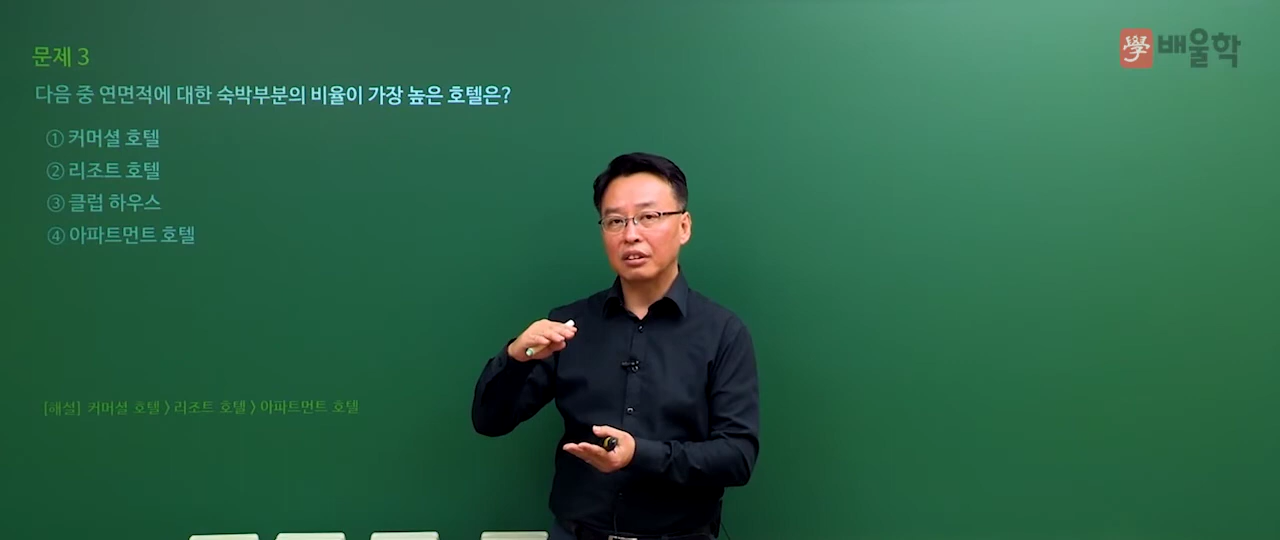 學 배울학
문제 3
다음 중 연면적에 대한 숙박부분의 비율이 가장 높은 호텔은?
① 커머셜 호텔
② 리조트 호텔
③ 클럽 하우스
④ 아파트먼트 호텔
[해설] 커머셜 호텔 > 리조트 호텔 > 아파트먼트 호텔